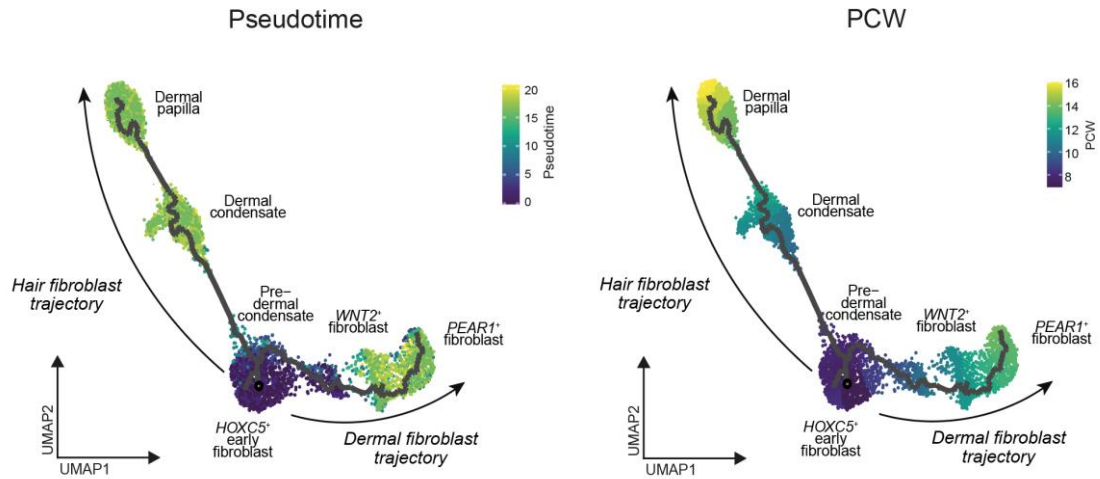 Pseudotime
Dermal
papilla
20
15
10
5
0
Pseudotime
Dermal
condensate
Hair fibroblast
trajectory
Pre-
dermal
condensate
WNT2⁺
fibroblast
PEAR1⁺
fibroblast
HOXC5⁺
early
fibroblast
Dermal fibroblast
trajectory
UMAP2
UMAP1
PCW
Dermal
papilla
16
14
12
10
8
PCW
Dermal
condensate
Hair fibroblast
trajectory
Pre-
dermal
condensate
WNT2⁺
fibroblast
PEAR1⁺
fibroblast
HOXC5⁺
early
fibroblast
Dermal fibroblast
trajectory
UMAP2
UMAP1